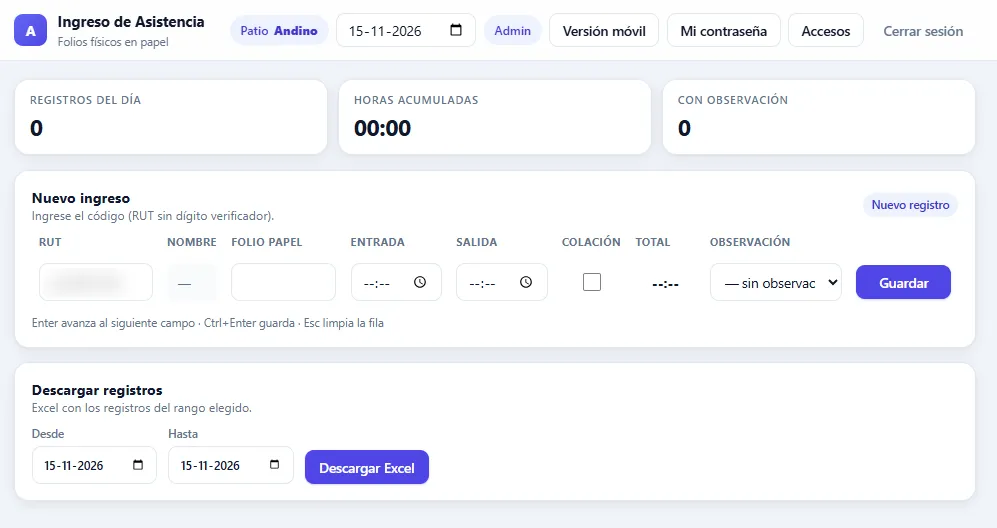 A
Ingreso de Asistencia
Folios físicos en papel
Patio Andino
15-11-2026
Admin
Versión móvil
Mi contraseña
Accesos
Cerrar sesión
REGISTROS DEL DÍA
0
HORAS ACUMULADAS
00:00
CON OBSERVACIÓN
0
Nuevo ingreso
Ingrese el código (RUT sin dígito verificador).
Nuevo registro
RUT NOMBRE FOLIO PAPEL ENTRADA SALIDA COLACIÓN TOTAL OBSERVACIÓN
— --:-- --:-- --:-- — sin observac Guardar
Enter avanza al siguiente campo · Ctrl+Enter guarda · Esc limpia la fila
Descargar registros
Excel con los registros del rango elegido.
Desde Hasta
15-11-2026 15-11-2026 Descargar Excel